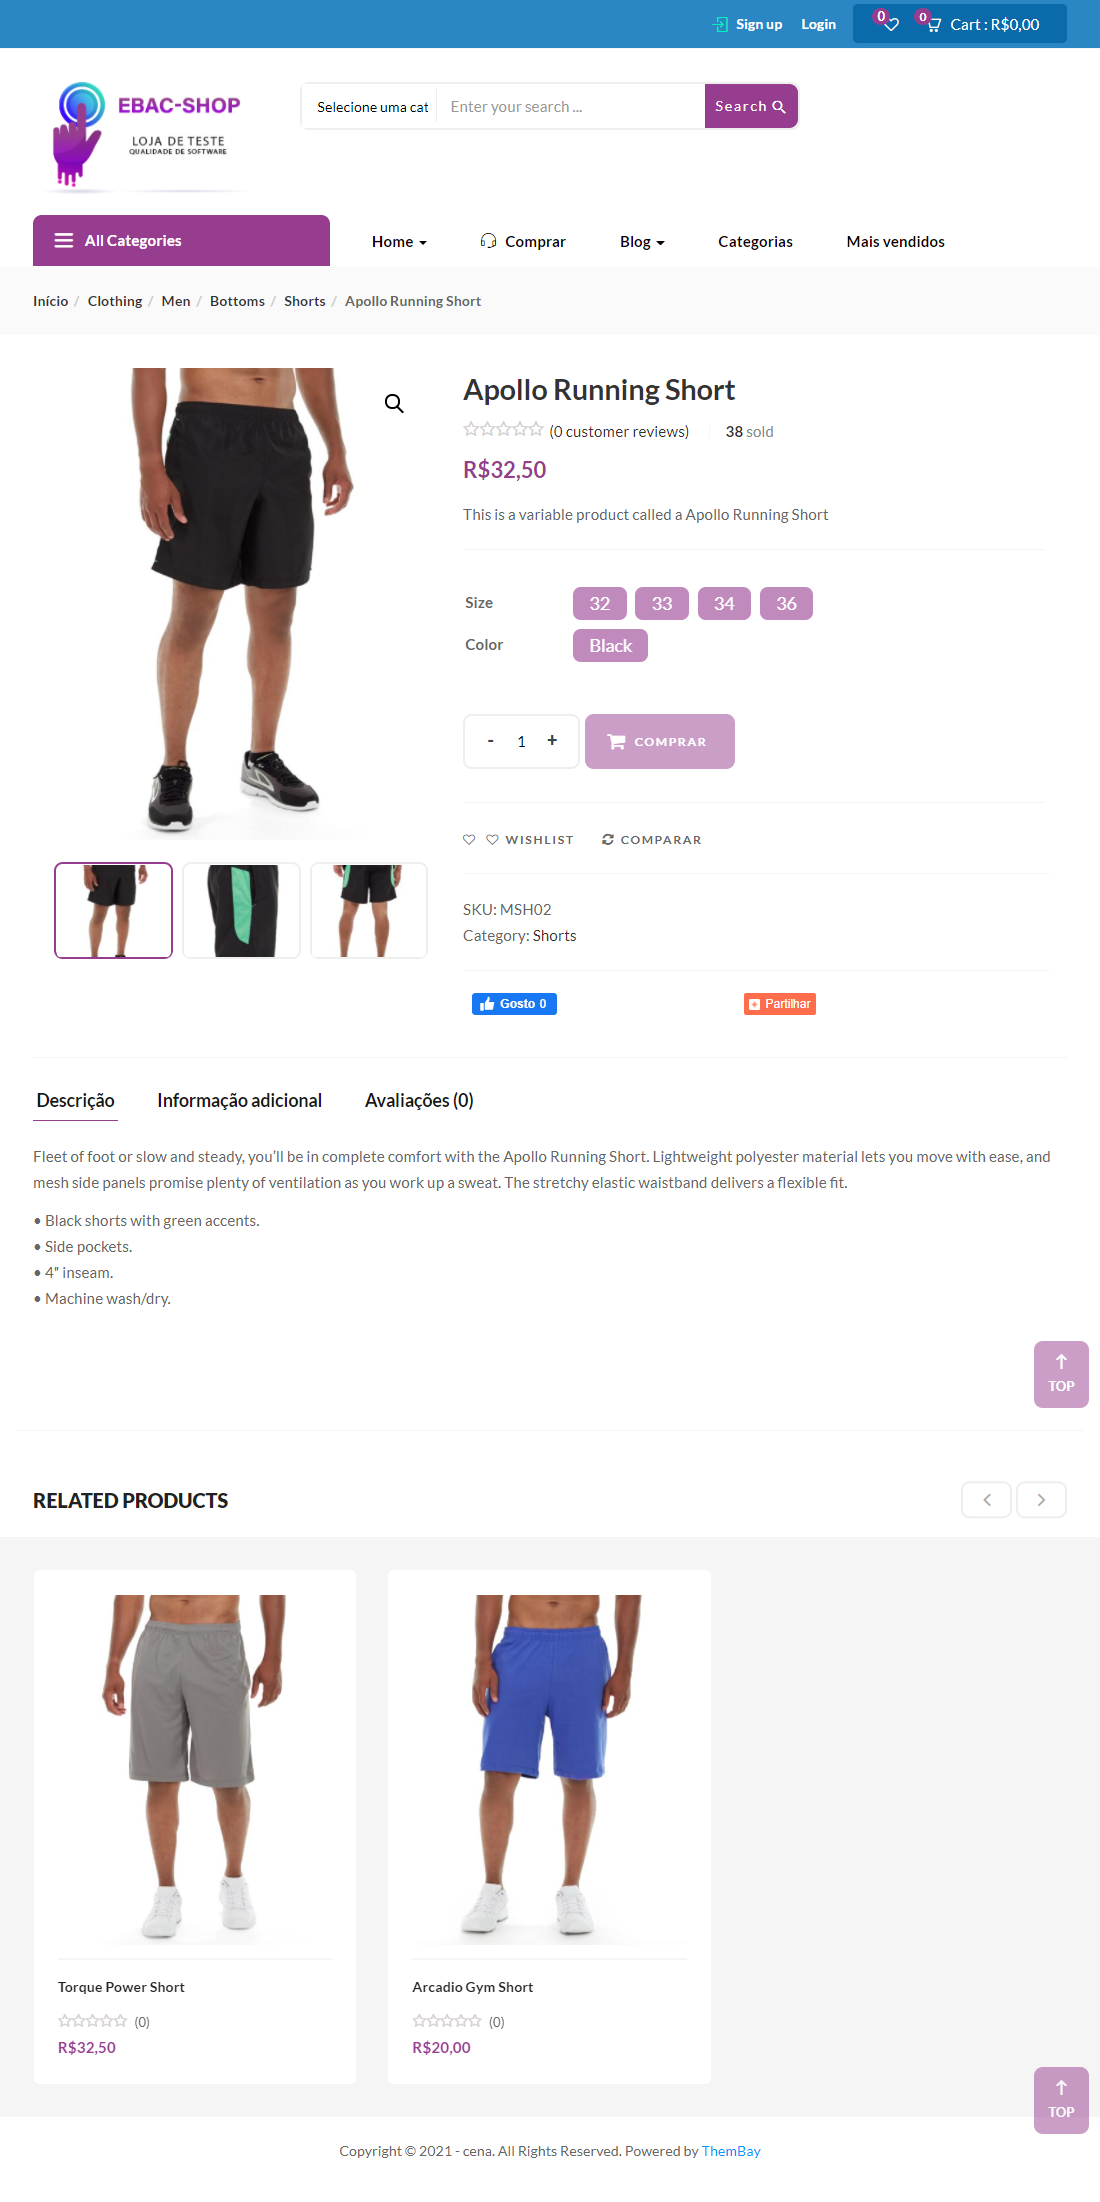 Sign up Login 0 0 Cart : R$0,00
EBAC-SHOP
LOJA DE TESTE
QUALIDADE DE SOFTWARE
Selecione uma cat Enter your search ... Search
All Categories Home Comprar Blog Categorias Mais vendidos
Início / Clothing / Men / Bottoms / Shorts / Apollo Running Short
Apollo Running Short
(0 customer reviews) 38 sold
R$32,50
This is a variable product called a Apollo Running Short
Size 32 33 34 36
Color Black
- 1 + COMPRAR
WISHLIST COMPARAR
SKU: MSH02
Category: Shorts
Gosto 0 Partilhar
Descrição Informação adicional Avaliações (0)
Fleet of foot or slow and steady, you’ll be in complete comfort with the Apollo Running Short. Lightweight polyester material lets you move with ease, and
mesh side panels promise plenty of ventilation as you work up a sweat. The stretchy elastic waistband delivers a flexible fit.
• Black shorts with green accents.
• Side pockets.
• 4″ inseam.
• Machine wash/dry.
TOP
RELATED PRODUCTS
Torque Power Short
(0)
R$32,50
Arcadio Gym Short
(0)
R$20,00
TOP
Copyright © 2021 - cena. All Rights Reserved. Powered by ThemBay